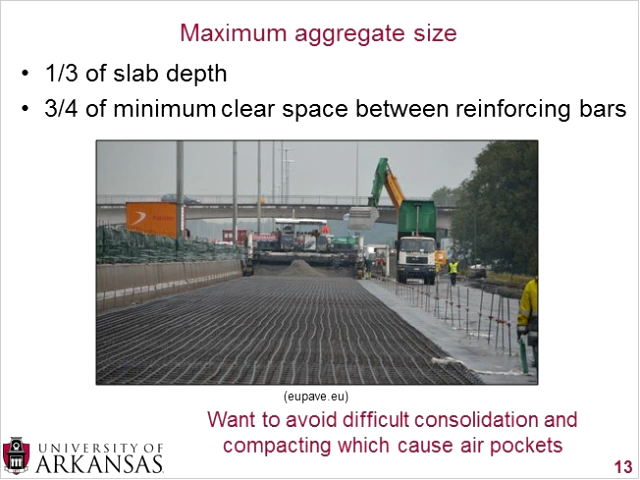 Maximum aggregate size
• 1/3 of slab depth
• 3/4 of minimum clear space between reinforcing bars
(eupave.eu)
Want to avoid difficult consolidation and
compacting which cause air pockets
UNIVERSITY OF
ARKANSAS
13